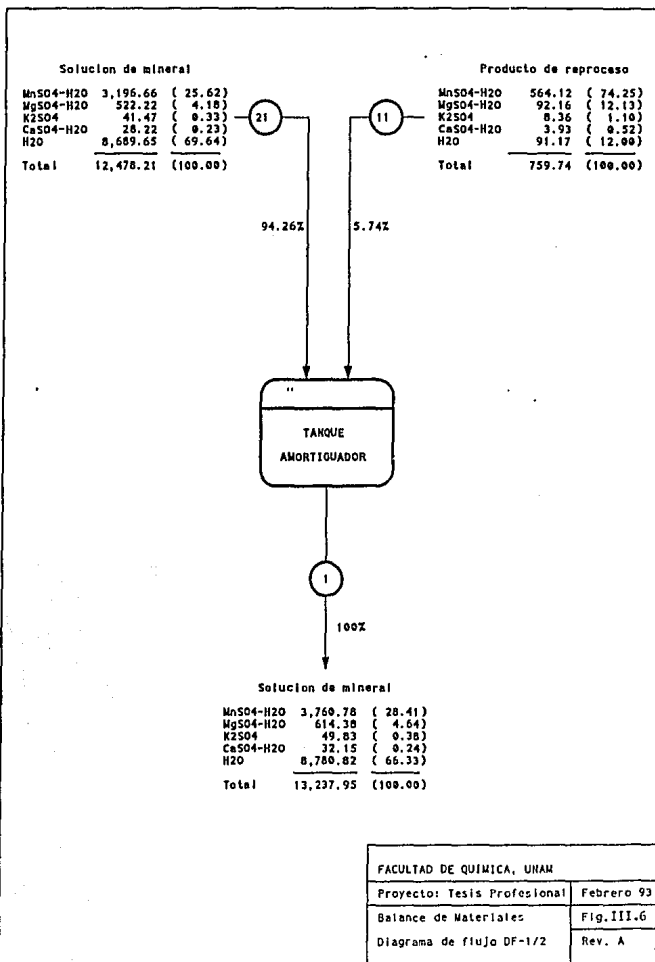 Solucion de mineral
MnSO4-H2O 3,196.66 ( 25.62)
MgSO4-H2O 522.22 ( 4.18)
K2SO4 41.47 ( 0.33)
CaSO4-H2O 28.22 ( 0.23)
H2O 8,689.65 ( 69.64)
Total 12,478.21 (100.00)
21
Producto de reproceso
MnSO4-H2O 564.12 ( 74.25)
MgSO4-H2O 92.16 ( 12.13)
K2SO4 8.36 ( 1.10)
CaSO4-H2O 3.93 ( 0.52)
H2O 91.17 ( 12.00)
Total 759.74 (100.00)
11
94.26%
5.74%
TANQUE
AMORTIGUADOR
1
100%
Solucion de mineral
MnSO4-H2O 3,760.78 ( 28.41)
MgSO4-H2O 614.38 ( 4.64)
K2SO4 49.83 ( 0.38)
CaSO4-H2O 32.15 ( 0.24)
H2O 8,780.82 ( 66.33)
Total 13,237.95 (100.00)
FACULTAD DE QUIMICA, UNAM
Proyecto: Tesis Profesional Febrero 93
Balance de Materiales Fig.III.6
Diagrama de flujo DF-1/2 Rev. A